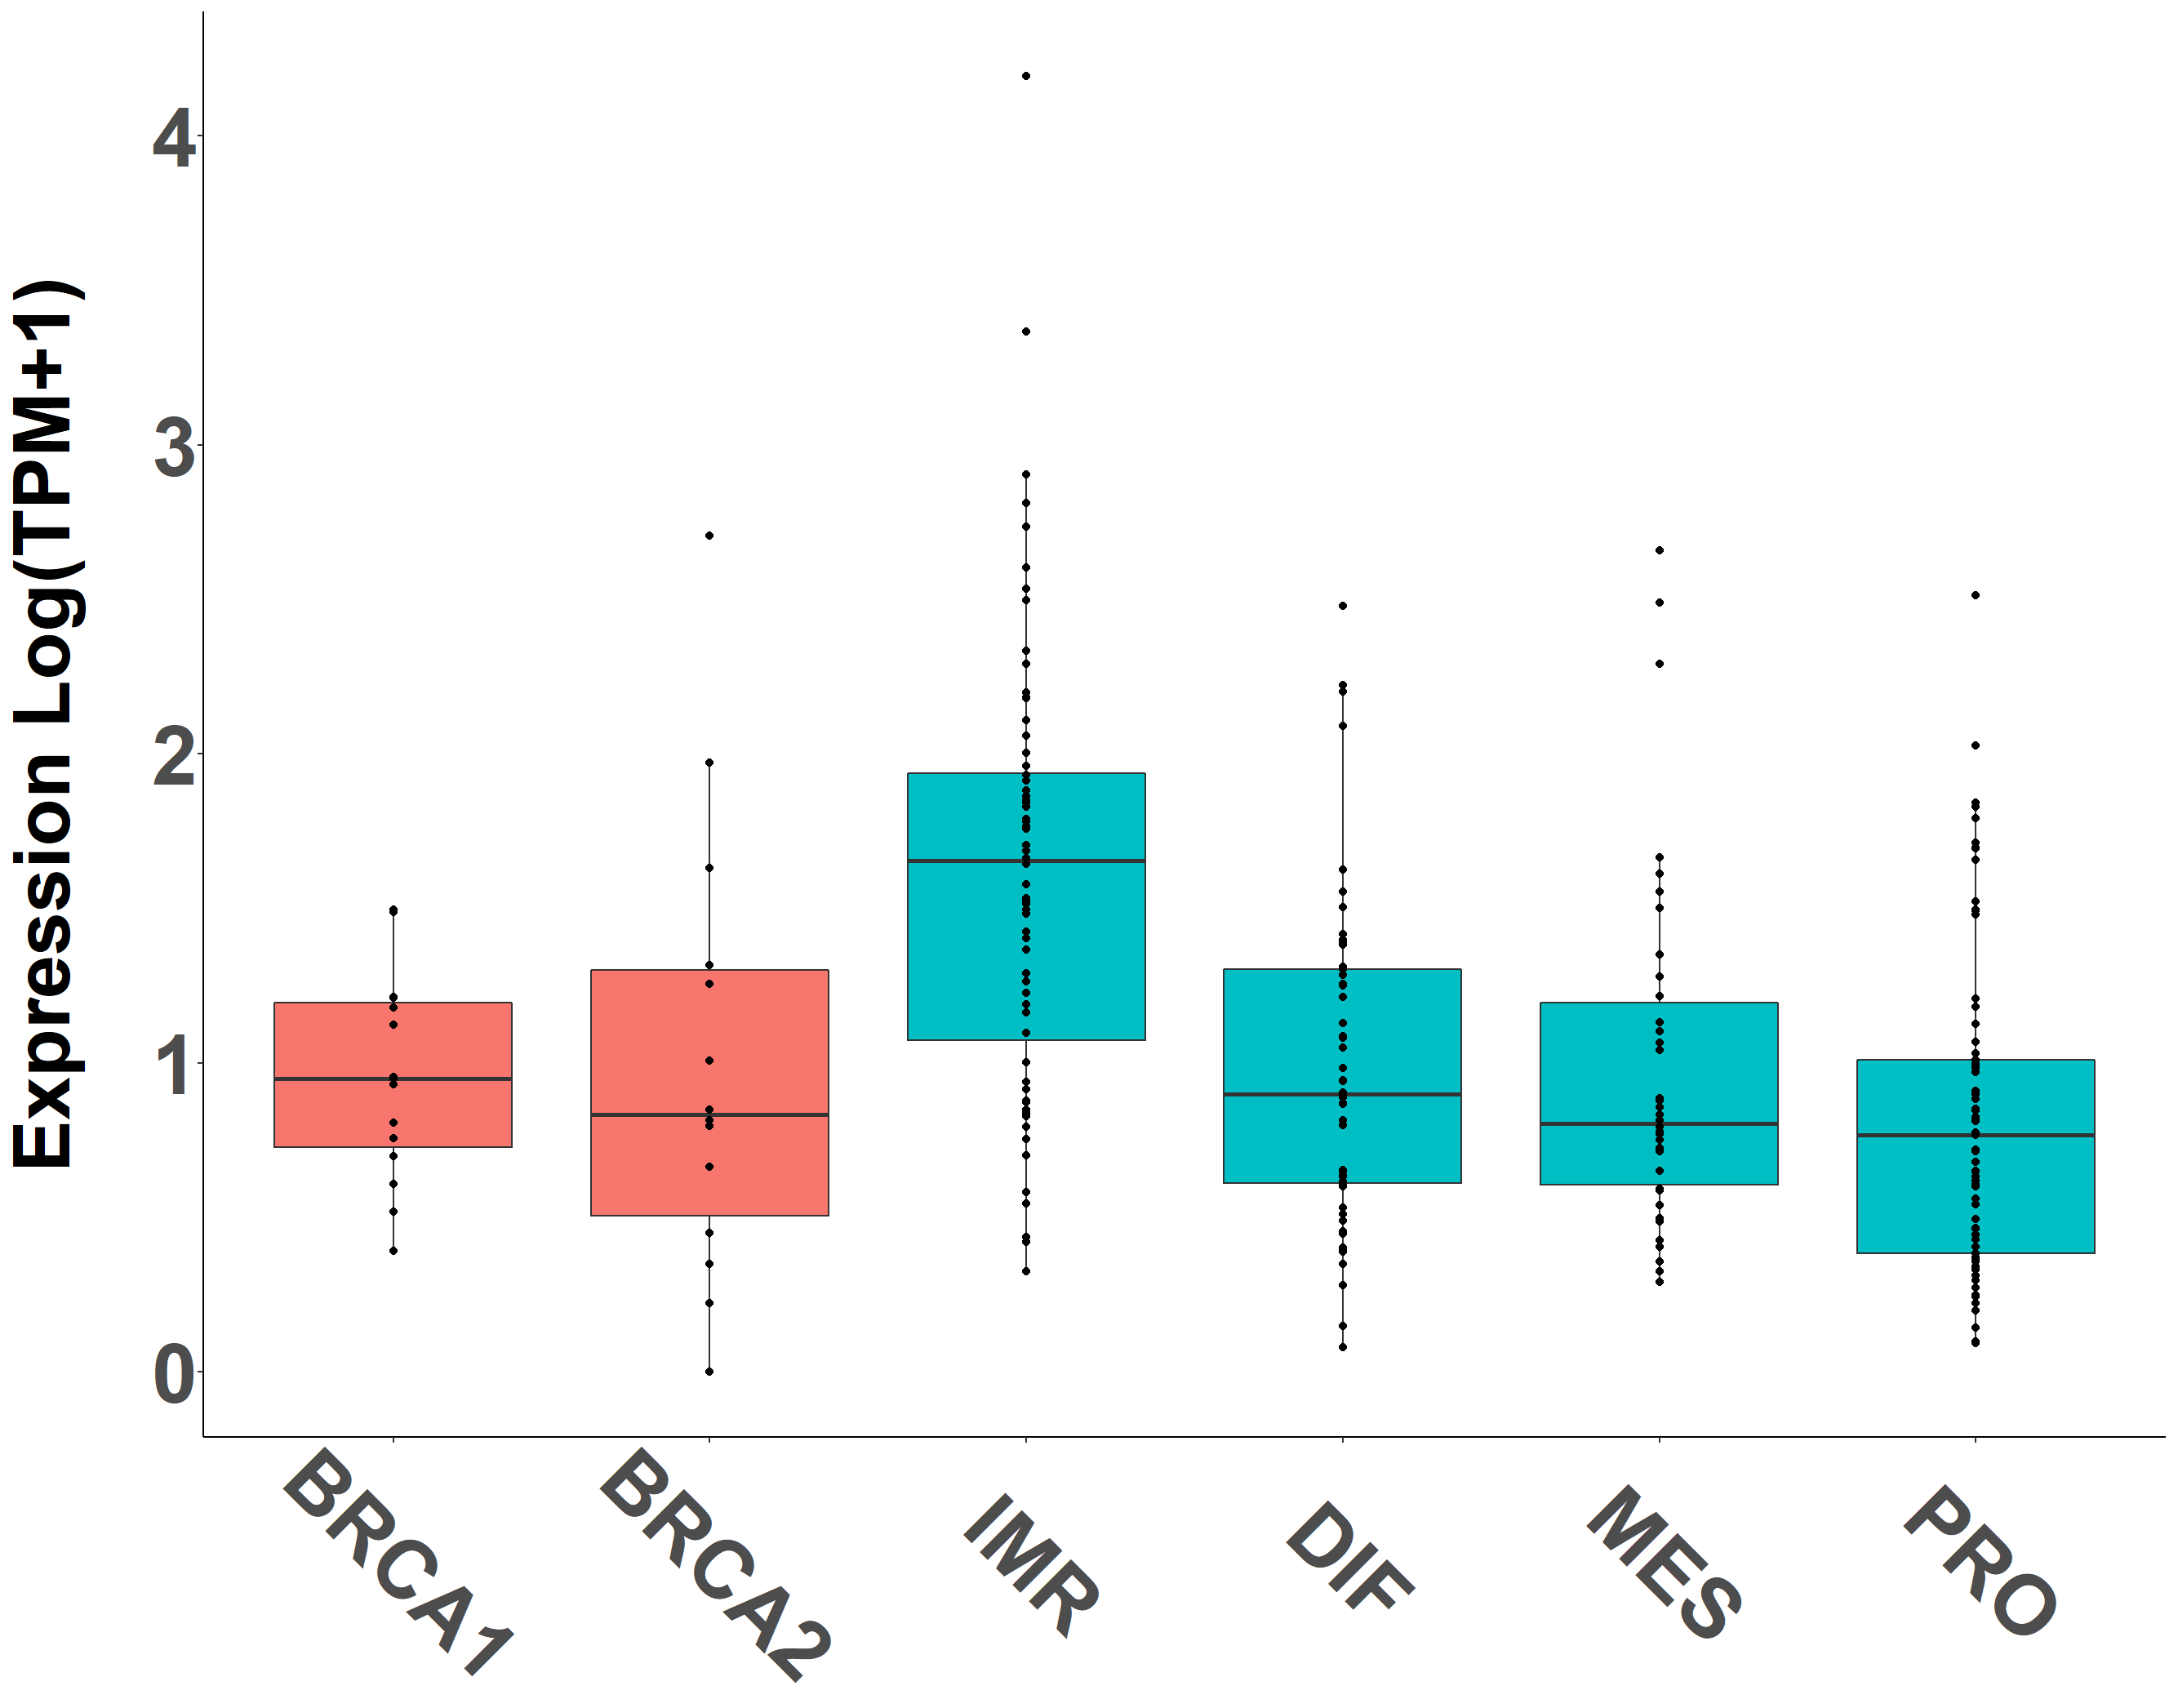 Expression Log(TPM+1)
4
3
2
1
0
BRCA1
BRCA2
IMR
DIF
MES
PRO